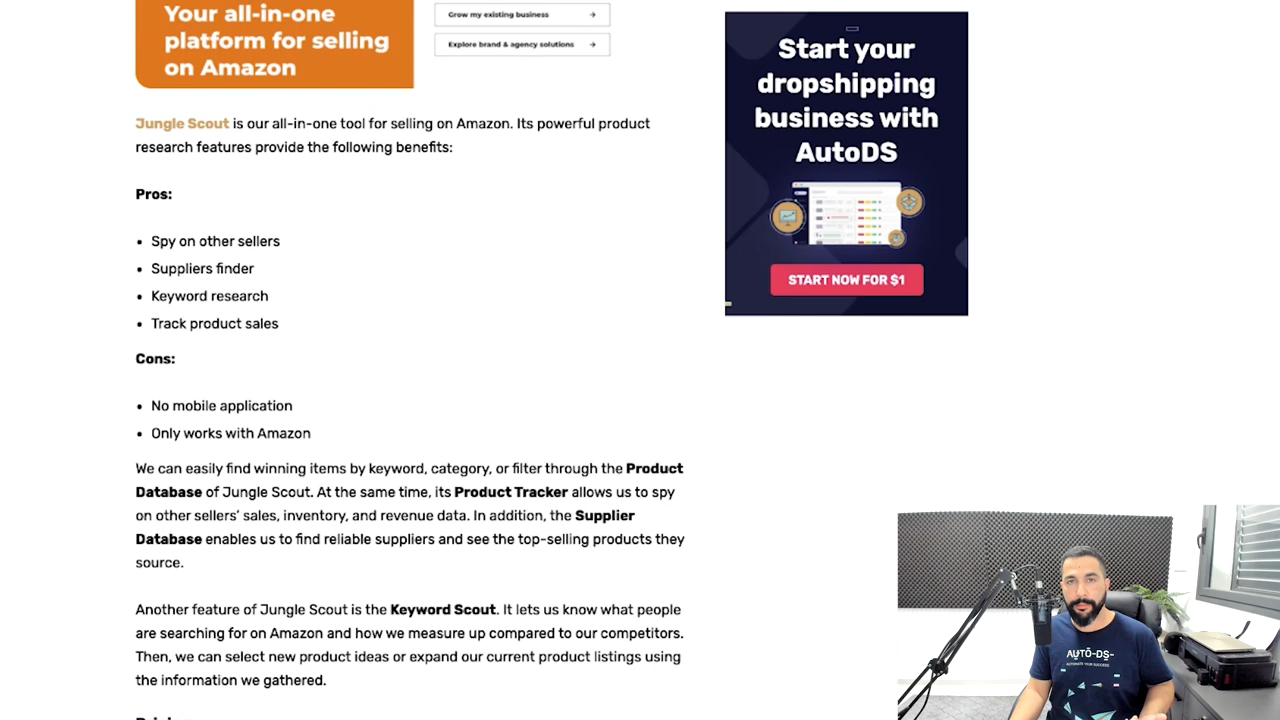 Your all-in-one
platform for selling
on Amazon
Grow my existing business →
Explore brand & agency solutions →
Jungle Scout is our all-in-one tool for selling on Amazon. Its powerful product
research features provide the following benefits:
Pros:
• Spy on other sellers
• Suppliers finder
• Keyword research
• Track product sales
Cons:
• No mobile application
• Only works with Amazon
We can easily find winning items by keyword, category, or filter through the Product
Database of Jungle Scout. At the same time, its Product Tracker allows us to spy
on other sellers’ sales, inventory, and revenue data. In addition, the Supplier
Database enables us to find reliable suppliers and see the top-selling products they
source.
Another feature of Jungle Scout is the Keyword Scout. It lets us know what people
are searching for on Amazon and how we measure up compared to our competitors.
Then, we can select new product ideas or expand our current product listings using
the information we gathered.
Start your
dropshipping
business with
AutoDS
START NOW FOR $1
AUTO-DS-
AUTOMATE YOUR SUCCESS